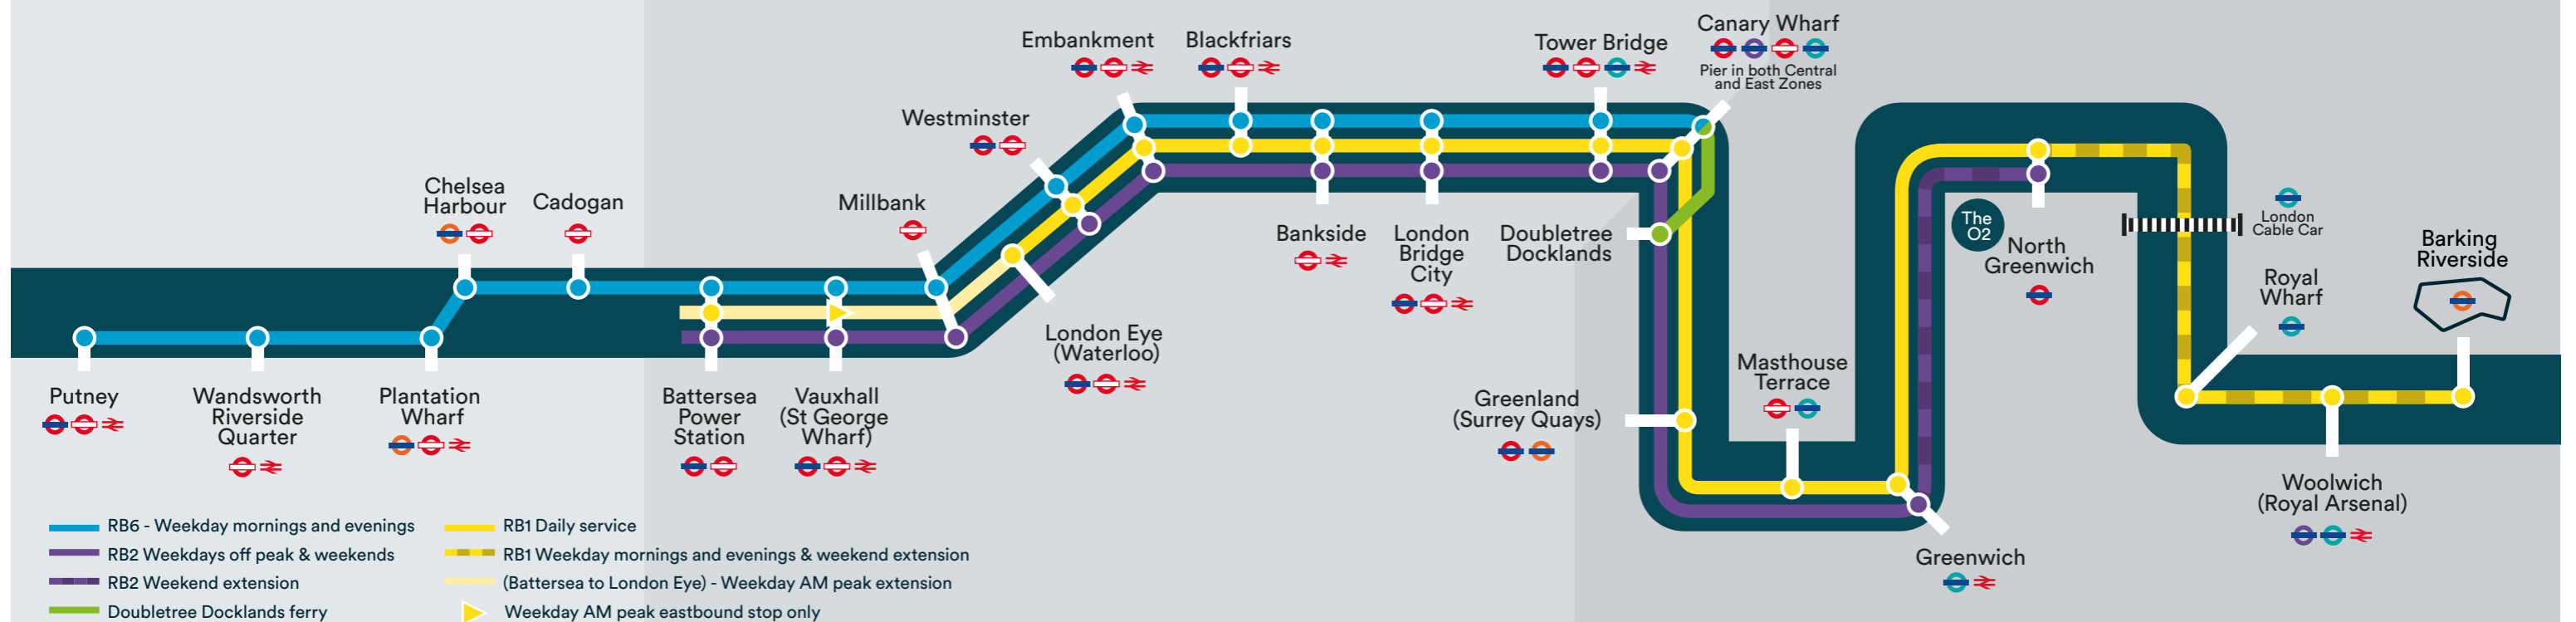 Putney
Wandsworth
Riverside
Quarter
Plantation
Wharf
Chelsea
Harbour
Cadogan
Battersea
Power
Station
Vauxhall
(St George
Wharf)
Millbank
Westminster
London Eye
(Waterloo)
Embankment
Blackfriars
Bankside
London
Bridge
City
Tower Bridge
Canary Wharf
Pier in both Central
and East Zones
Doubletree
Docklands
Greenland
(Surrey Quays)
Masthouse
Terrace
Greenwich
The
O2
North
Greenwich
London
Cable Car
Royal
Wharf
Woolwich
(Royal Arsenal)
Barking
Riverside
RB6 - Weekday mornings and evenings
RB2 Weekdays off peak & weekends
RB2 Weekend extension
Doubletree Docklands ferry
RB1 Daily service
RB1 Weekday mornings and evenings & weekend extension
(Battersea to London Eye) - Weekday AM peak extension
Weekday AM peak eastbound stop only